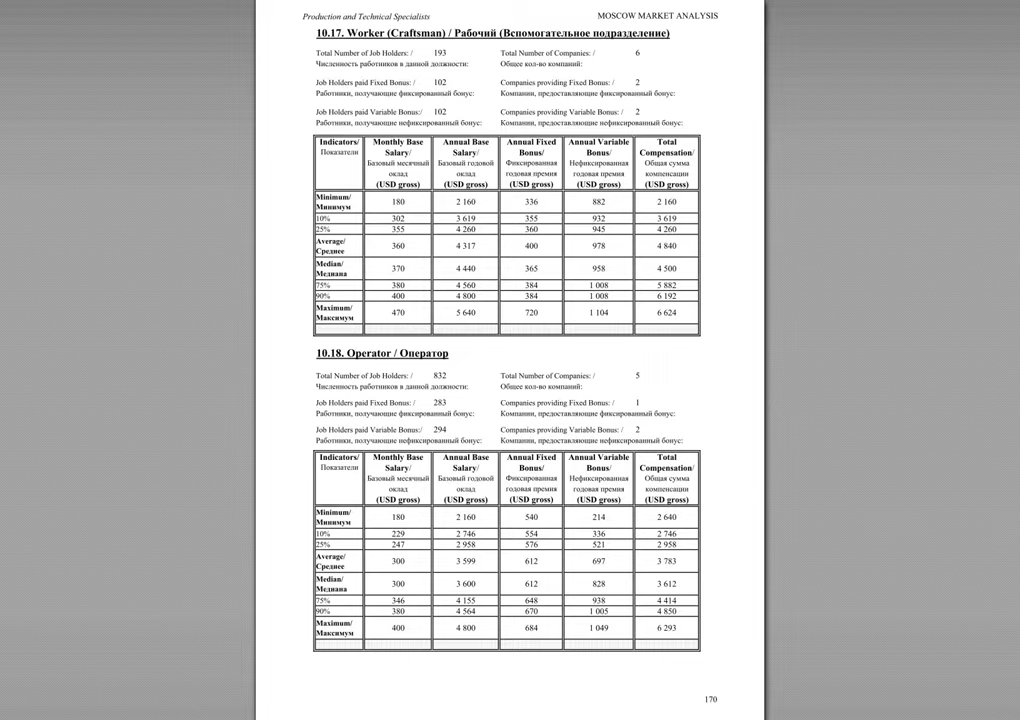 Production and Technical Specialists MOSCOW MARKET ANALYSIS
10.17. Worker (Craftsman) / Рабочий (Вспомогательное подразделение)
Total Number of Job Holders: / 193 Total Number of Companies: / 6
Численность работников в данной должности: Общее кол-во компаний:
Job Holders paid Fixed Bonus: / 102 Companies providing Fixed Bonus: / 2
Работники, получающие фиксированный бонус: Компании, предоставляющие фиксированный бонус:
Job Holders paid Variable Bonus:/ 102 Companies providing Variable Bonus: / 2
Работники, получающие нефиксированный бонус: Компании, предоставляющие нефиксированный бонус:
Indicators/ Monthly Base Annual Base Annual Fixed Annual Variable Total
Показатели Salary/ Salary/ Bonus/ Bonus/ Compensation/
Базовый месячный Базовый годовой Фиксированная Нефиксированная Общая сумма
оклад оклад годовая премия годовая премия компенсации
(USD gross) (USD gross) (USD gross) (USD gross) (USD gross)
Minimum/
Минимум 180 2 160 336 882 2 160
10% 302 3 619 355 932 3 619
25% 355 4 260 360 945 4 260
Average/
Среднее 360 4 317 400 978 4 840
Median/
Медиана 370 4 440 365 958 4 500
75% 380 4 560 384 1 008 5 882
90% 400 4 800 384 1 008 6 192
Maximum/
Максимум 470 5 640 720 1 104 6 624
10.18. Operator / Оператор
Total Number of Job Holders: / 832 Total Number of Companies: / 5
Численность работников в данной должности: Общее кол-во компаний:
Job Holders paid Fixed Bonus: / 283 Companies providing Fixed Bonus: / 1
Работники, получающие фиксированный бонус: Компании, предоставляющие фиксированный бонус:
Job Holders paid Variable Bonus:/ 294 Companies providing Variable Bonus: / 2
Работники, получающие нефиксированный бонус: Компании, предоставляющие нефиксированный бонус:
Indicators/ Monthly Base Annual Base Annual Fixed Annual Variable Total
Показатели Salary/ Salary/ Bonus/ Bonus/ Compensation/
Базовый месячный Базовый годовой Фиксированная Нефиксированная Общая сумма
оклад оклад годовая премия годовая премия компенсации
(USD gross) (USD gross) (USD gross) (USD gross) (USD gross)
Minimum/
Минимум 180 2 160 540 214 2 640
10% 229 2 746 554 336 2 746
25% 247 2 958 576 521 2 958
Average/
Среднее 300 3 599 612 697 3 783
Median/
Медиана 300 3 600 612 828 3 612
75% 346 4 155 648 938 4 414
90% 380 4 564 670 1 005 4 850
Maximum/
Максимум 400 4 800 684 1 049 6 293
170